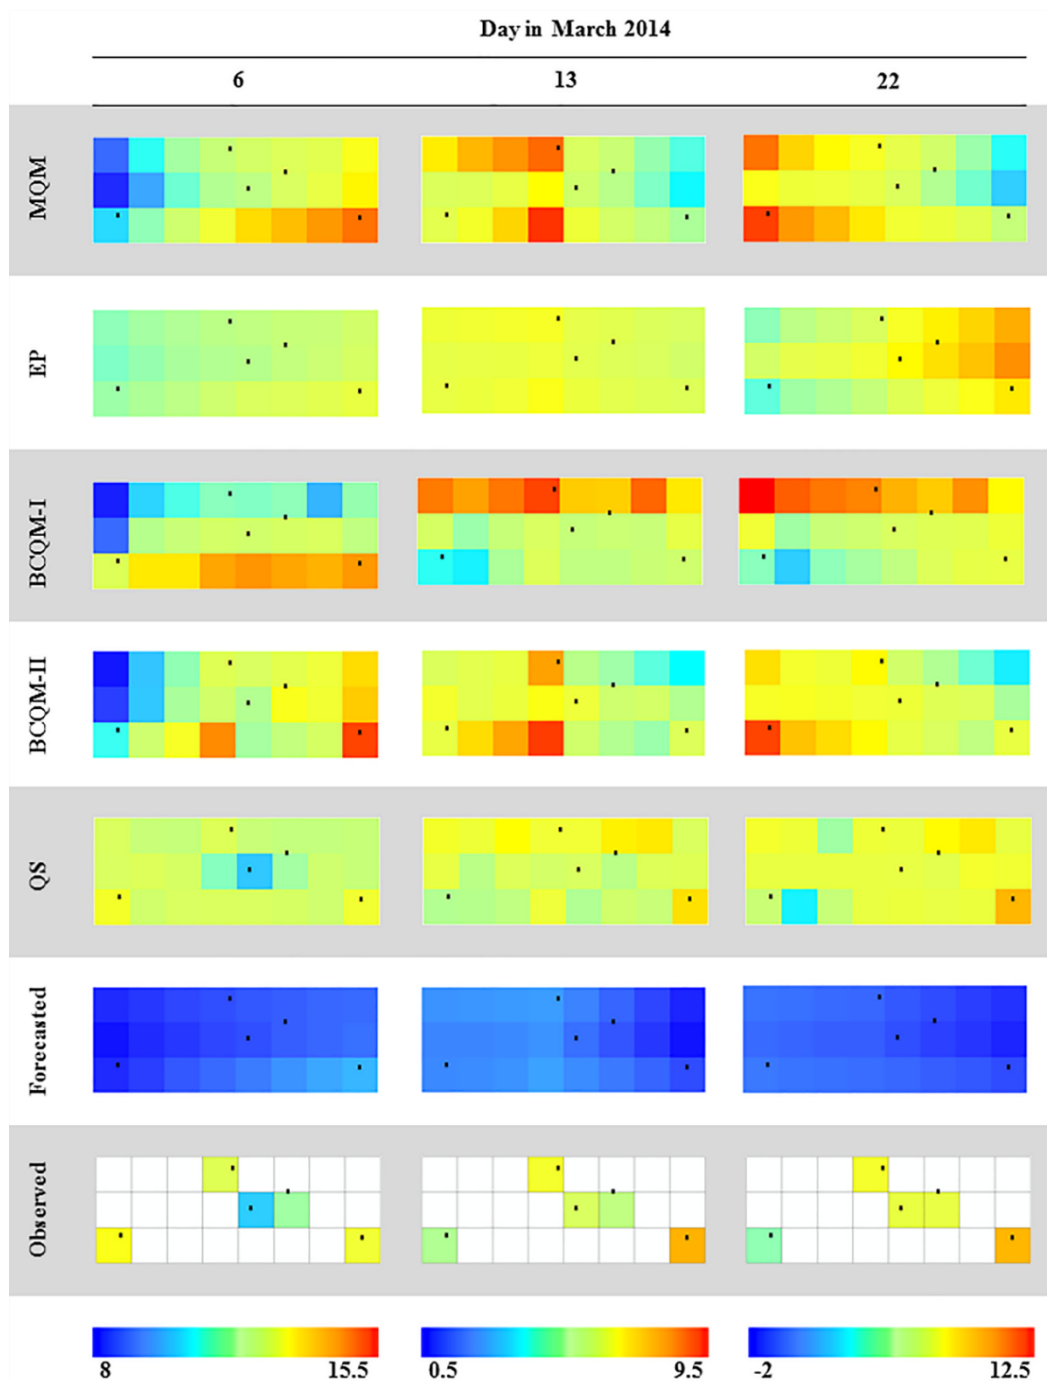 Day in March 2014
6 13 22
MQM
EP
BCQM-I
BCQM-II
QS
Forecasted
Observed
8 15.5 0.5 9.5 -2 12.5